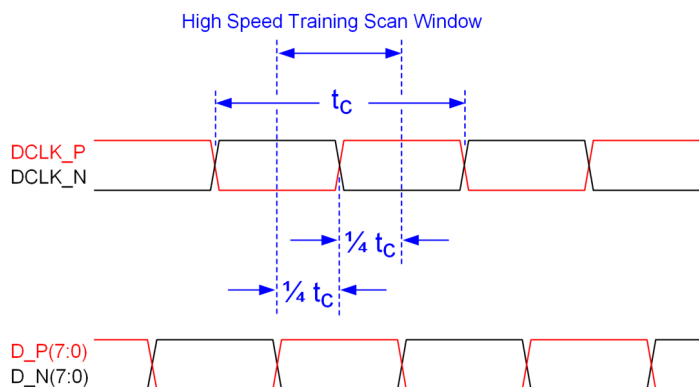 High Speed Training Scan Window
tC
DCLK_P
DCLK_N
¼ tC
¼ tC
D_P(7:0)
D_N(7:0)